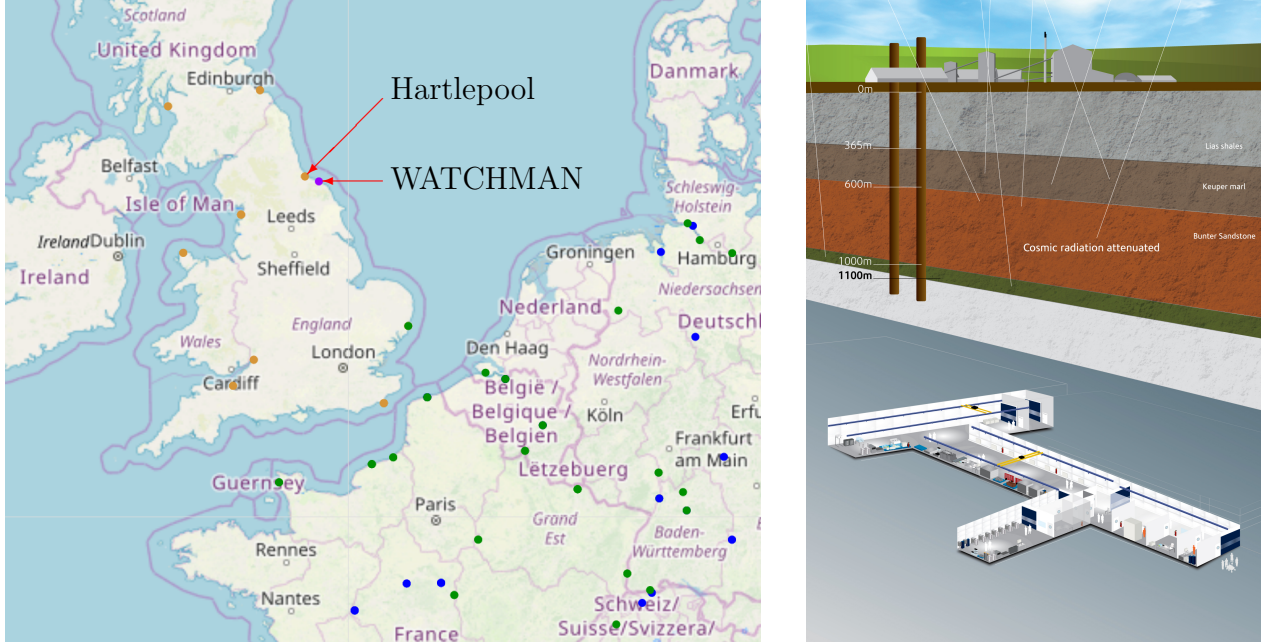 Scotland
United Kingdom
Edinburgh
Hartlepool
Danmark
Belfast
WATCHMAN
Isle of Man
Leeds
Schleswig-
Holstein
IrelandDublin
Ireland
Sheffield
Groningen
Hamburg
Niedersachsen
Nederland
England
Wales
London
Deutschl
Den Haag
Nordrhein-
Westfalen
Cardiff
België /
Belgique /
Belgien
Köln
Erfu
Frankfurt
am Main
Lëtzebuerg
Guernsey
Paris
Grand
Est
Baden-
Württemberg
Rennes
Nantes
Schweiz/
Suisse/Svizzera/
France
0m
365m
Lias shales
600m
Keuper marl
Bunter Sandstone
Cosmic radiation attenuated
1000m
1100m